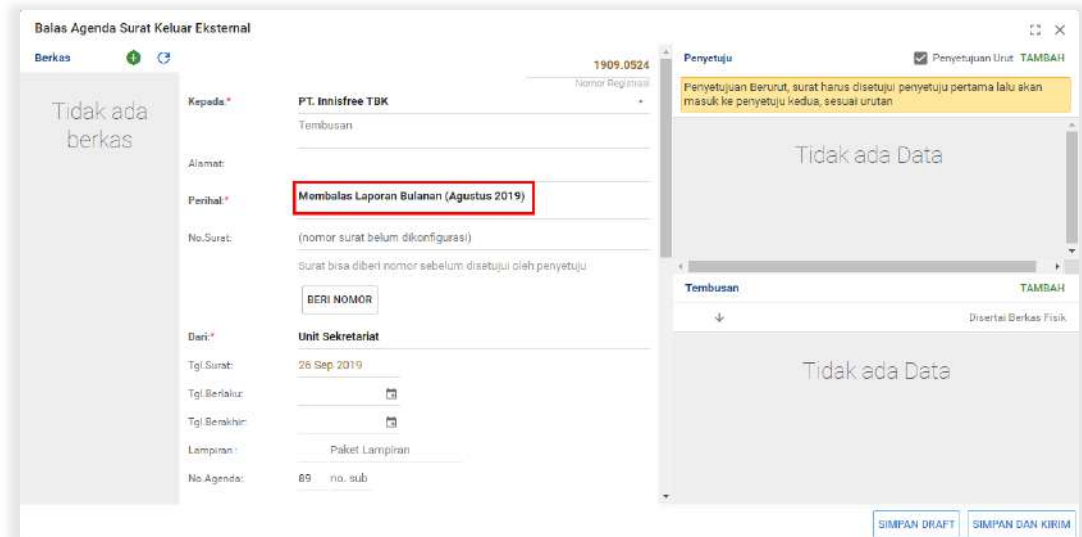 Balas Agenda Surat Keluar Eksternal
Berkas
Tidak ada
berkas
1909.0524
Nomor Registrasi
Kepada:*
PT. Innisfree TBK
Tembusan
Alamat:
Perihal:*
Membalas Laporan Bulanan (Agustus 2019)
No.Surat:
(nomor surat belum dikonfigurasi)
Surat bisa diberi nomor sebelum disetujui oleh penyetuju
BERI NOMOR
Dari:*
Unit Sekretariat
Tgl.Surat:
26 Sep 2019
Tgl.Berlaku:
Tgl.Berakhir:
Lampiran :
Paket Lampiran
No.Agenda:
89 no. sub
Penyetuju
Penyetujuan Urut TAMBAH
Penyetujuan Berurut, surat harus disetujui penyetuju pertama lalu akan
masuk ke penyetuju kedua, sesuai urutan
Tidak ada Data
Tembusan
TAMBAH
Disertai Berkas Fisik
Tidak ada Data
SIMPAN DRAFT
SIMPAN DAN KIRIM